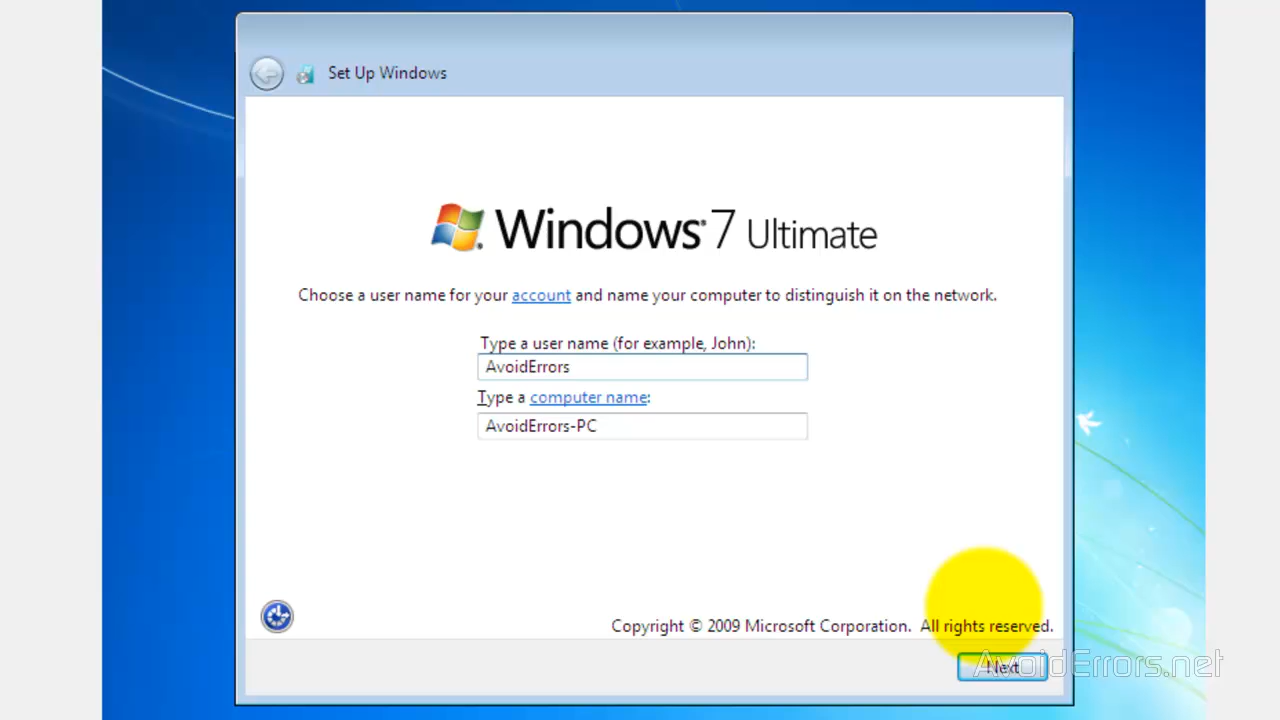 Set Up Windows
Windows® 7 Ultimate
Choose a user name for your account and name your computer to distinguish it on the network.
Type a user name (for example, John):
AvoidErrors
Type a computer name:
AvoidErrors-PC
Copyright © 2009 Microsoft Corporation. All rights reserved.
Next
AvoidErrors.net